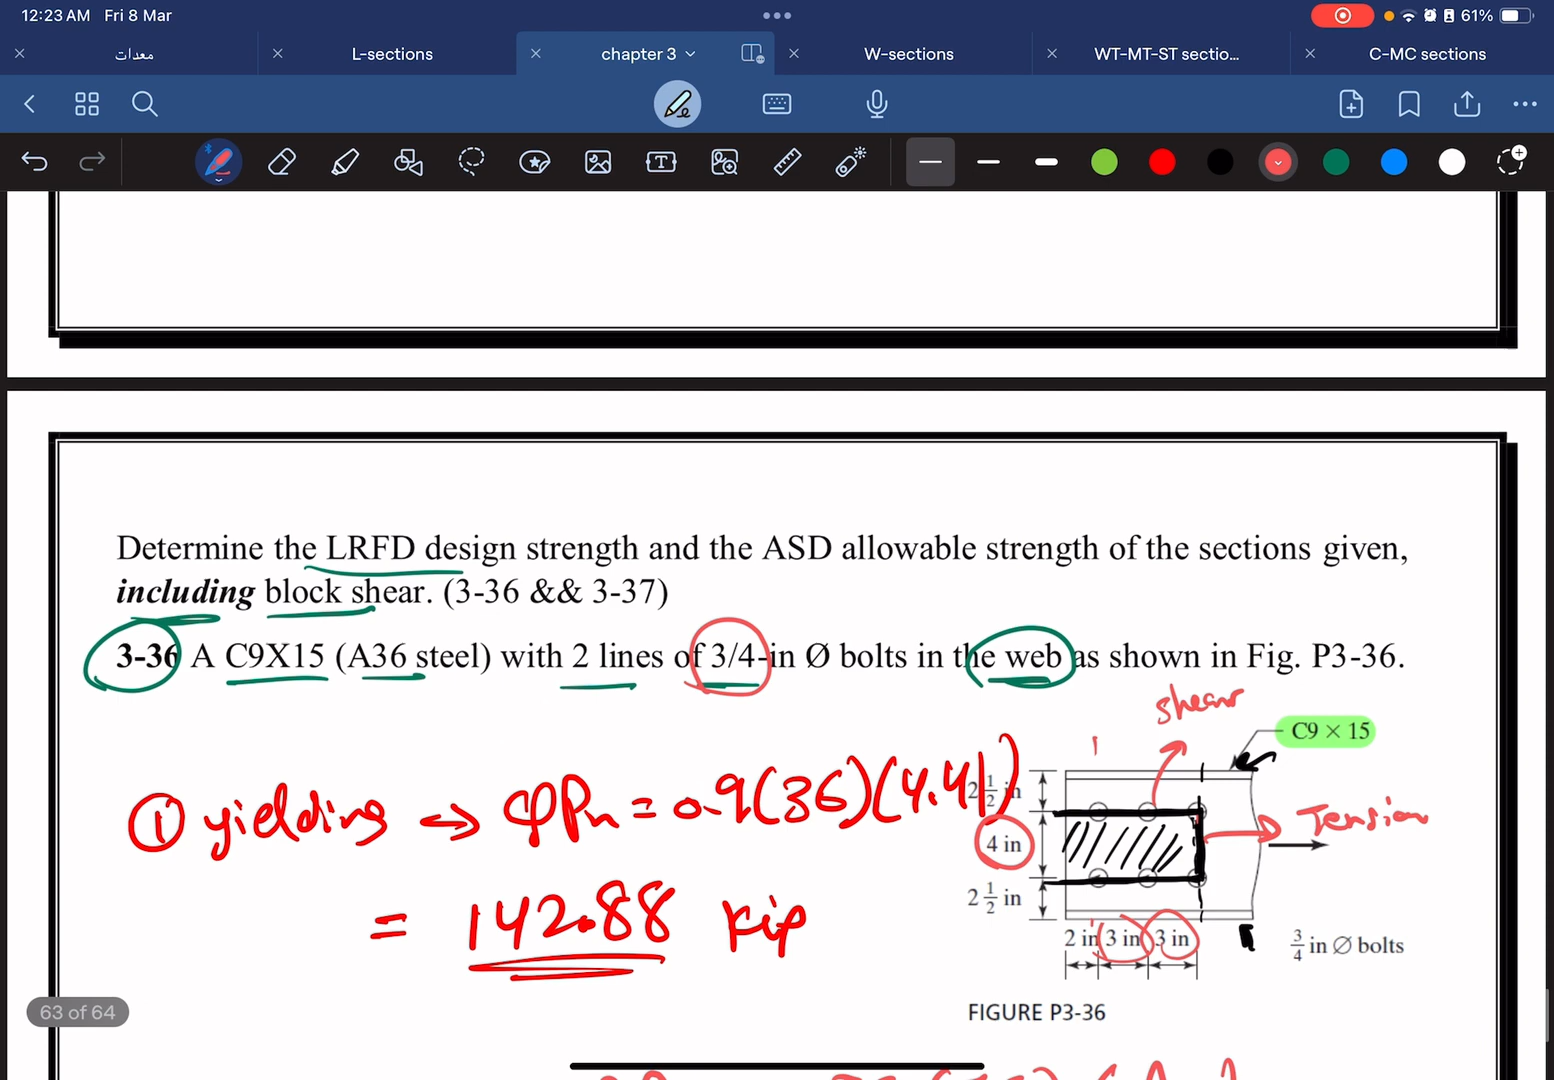 12:23 AM Fri 8 Mar
61%
معدات
L-sections
chapter 3
W-sections
WT-MT-ST sectio...
C-MC sections
Determine the LRFD design strength and the ASD allowable strength of the sections given,
including block shear. (3-36 && 3-37)
3-36 A C9X15 (A36 steel) with 2 lines of 3/4-in Ø bolts in the web as shown in Fig. P3-36.
shear
C9 × 15
① yielding → φPn = 0.9(36)(4.41)
2 1/2 in
4 in
Tension
= 142.88 kip
2 1/2 in
2 in 3 in 3 in
3/4 in Ø bolts
FIGURE P3-36
63 of 64